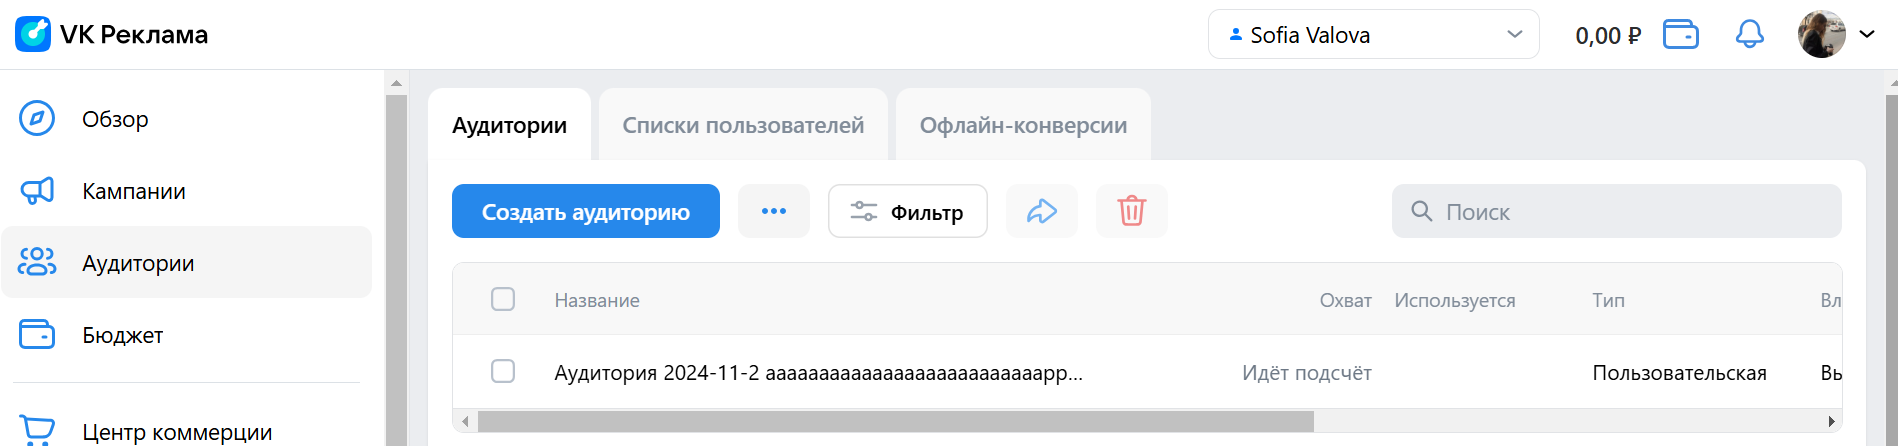 VK Реклама
Sofia Valova
0,00 ₽
Обзор
Кампании
Аудитории
Бюджет
Центр коммерции
Аудитории Списки пользователей Офлайн-конверсии
Создать аудиторию Фильтр Поиск
Название Охват Используется Тип Вл
Аудитория 2024-11-2 аааааааааааааааааааааааааарр... Идёт подсчёт Пользовательская Вы